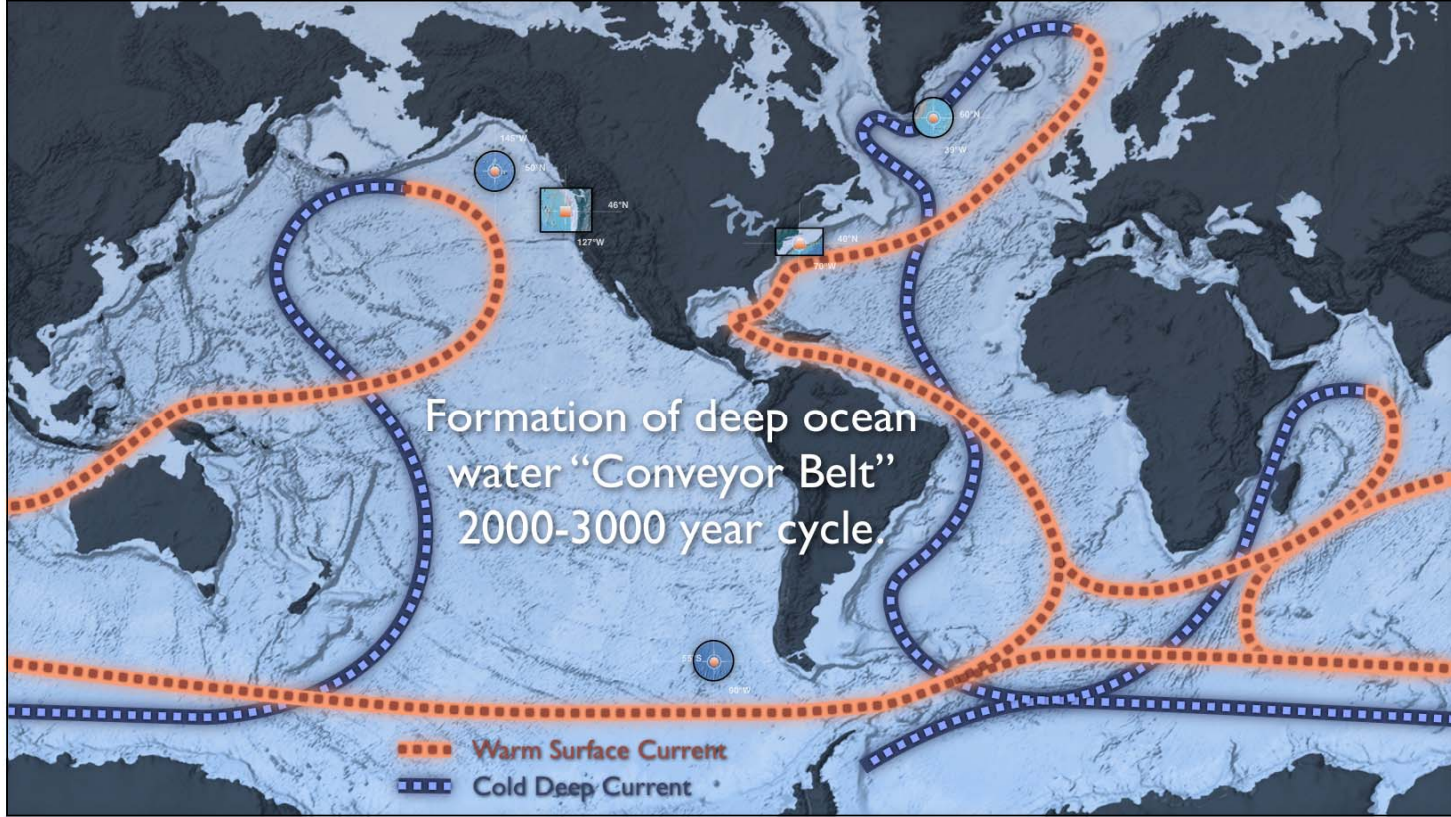 145°W
50°N
46°N
127°W
60°N
39°W
40°N
70°W
Formation of deep ocean
water “Conveyor Belt”
2000-3000 year cycle.
55°S
90°W
Warm Surface Current
Cold Deep Current